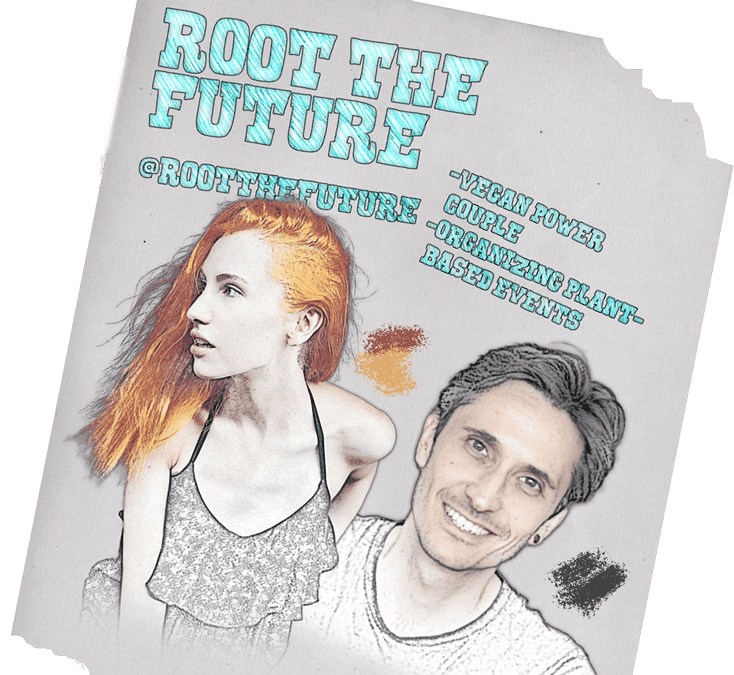 ROOT THE
FUTURE
@ROOTTHEFUTURE
-VEGAN POWER
COUPLE
-ORGANIZING PLANT-
BASED EVENTS